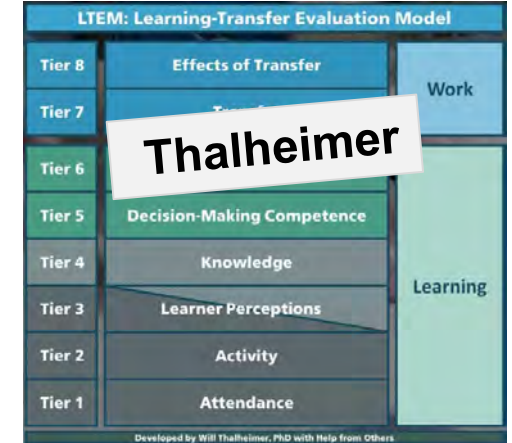 LTEM: Learning-Transfer Evaluation Model
Tier 8 Effects of Transfer
Work
Tier 7
Thalheimer
Tier 6
Tier 5 Decision-Making Competence
Tier 4 Knowledge
Learning
Tier 3 Learner Perceptions
Tier 2 Activity
Tier 1 Attendance
Developed by Will Thalheimer, PhD with Help from Others